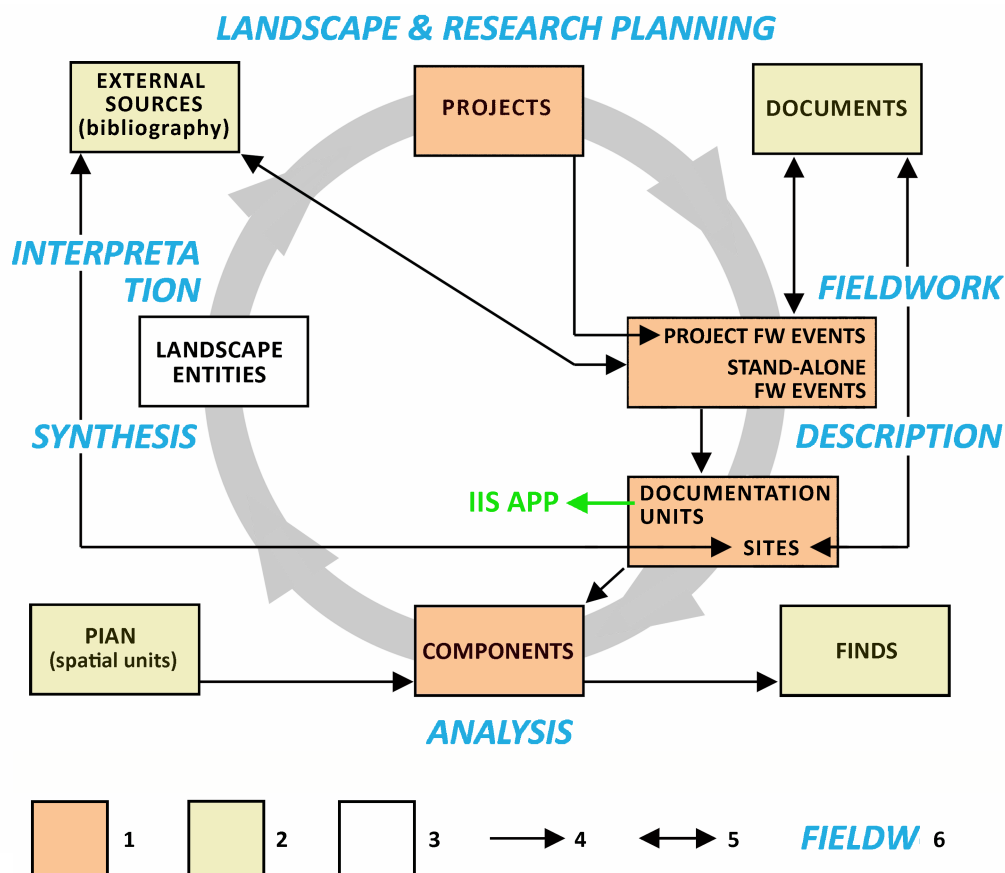 LANDSCAPE & RESEARCH PLANNING
EXTERNAL
SOURCES
(bibliography)
PROJECTS
DOCUMENTS
INTERPRETA
TION
FIELDWORK
LANDSCAPE
ENTITIES
PROJECT FW EVENTS
STAND-ALONE
FW EVENTS
SYNTHESIS
DESCRIPTION
IIS APP
DOCUMENTATION
UNITS
SITES
PIAN
(spatial units)
COMPONENTS
FINDS
ANALYSIS
1
2
3
4
5
FIELDW
6